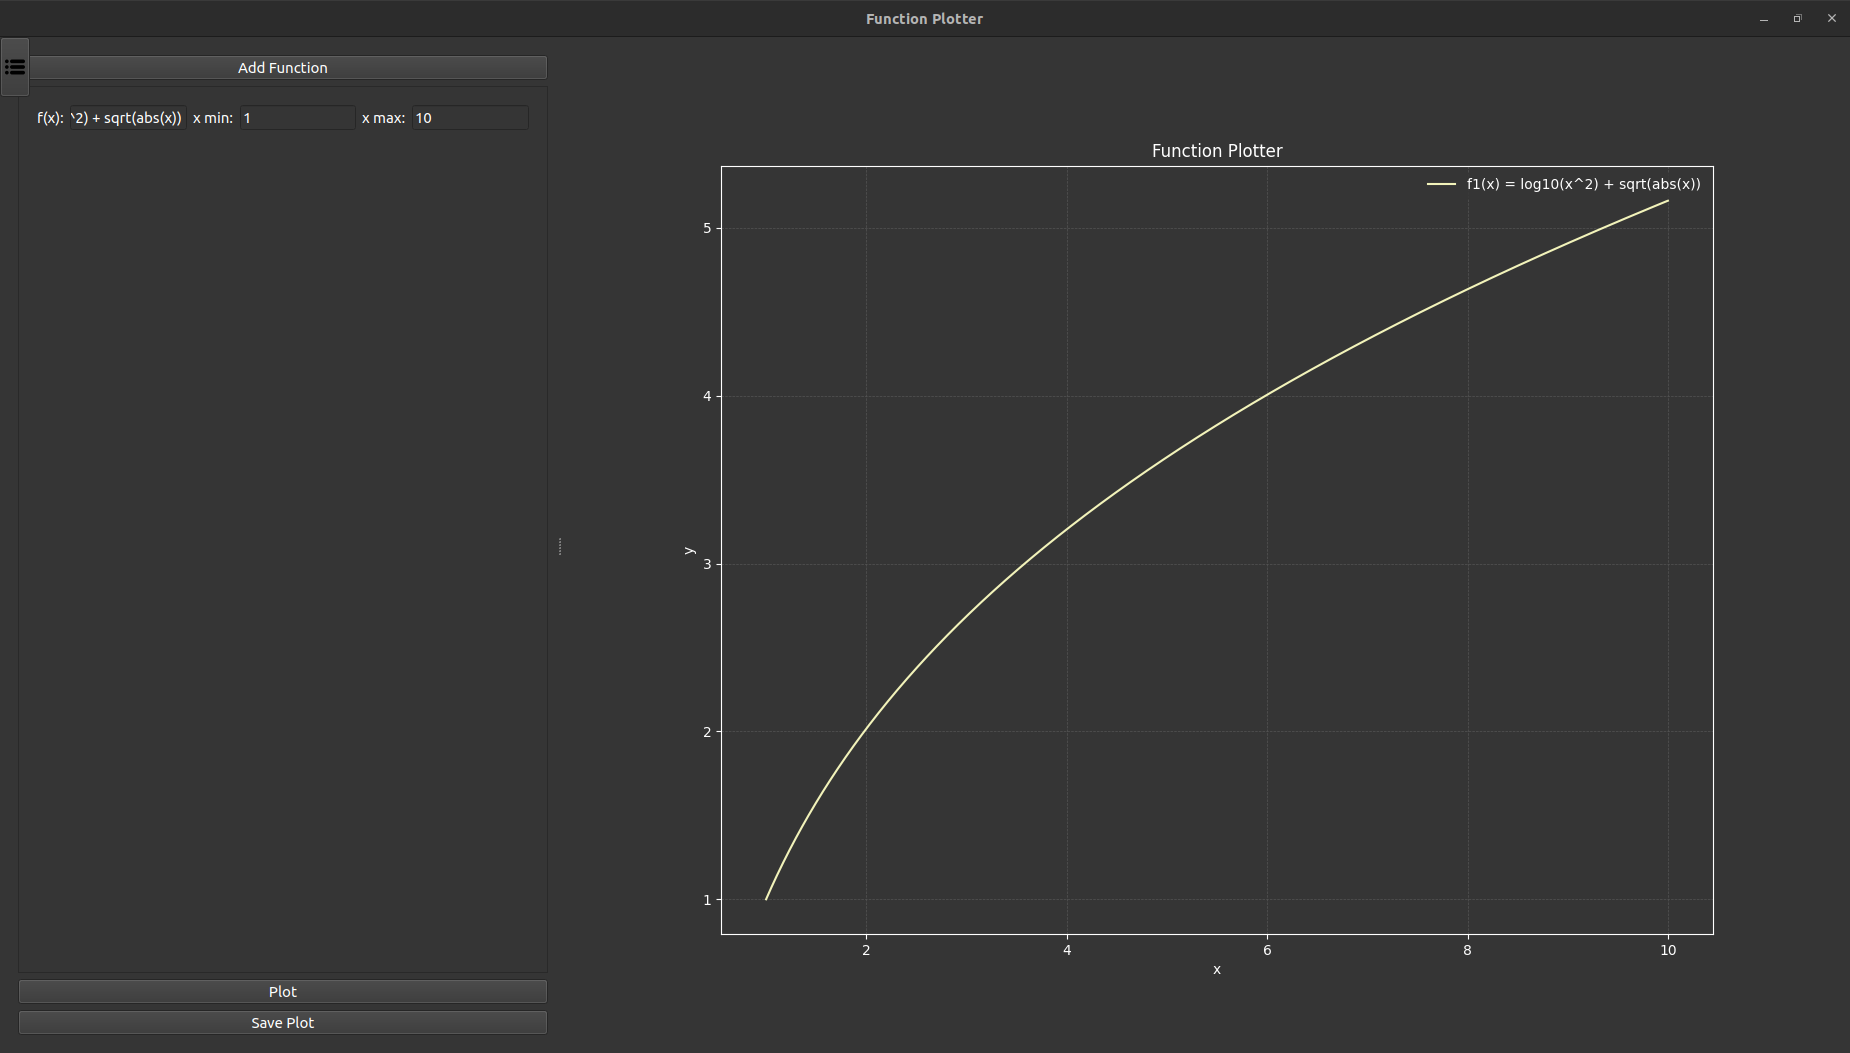 Function Plotter
Add Function
f(x): ^2) + sqrt(abs(x)) x min: 1 x max: 10
Function Plotter
f1(x) = log10(x^2) + sqrt(abs(x))
5
4
3
2
1
y
2 4 6 8 10
x
Plot
Save Plot